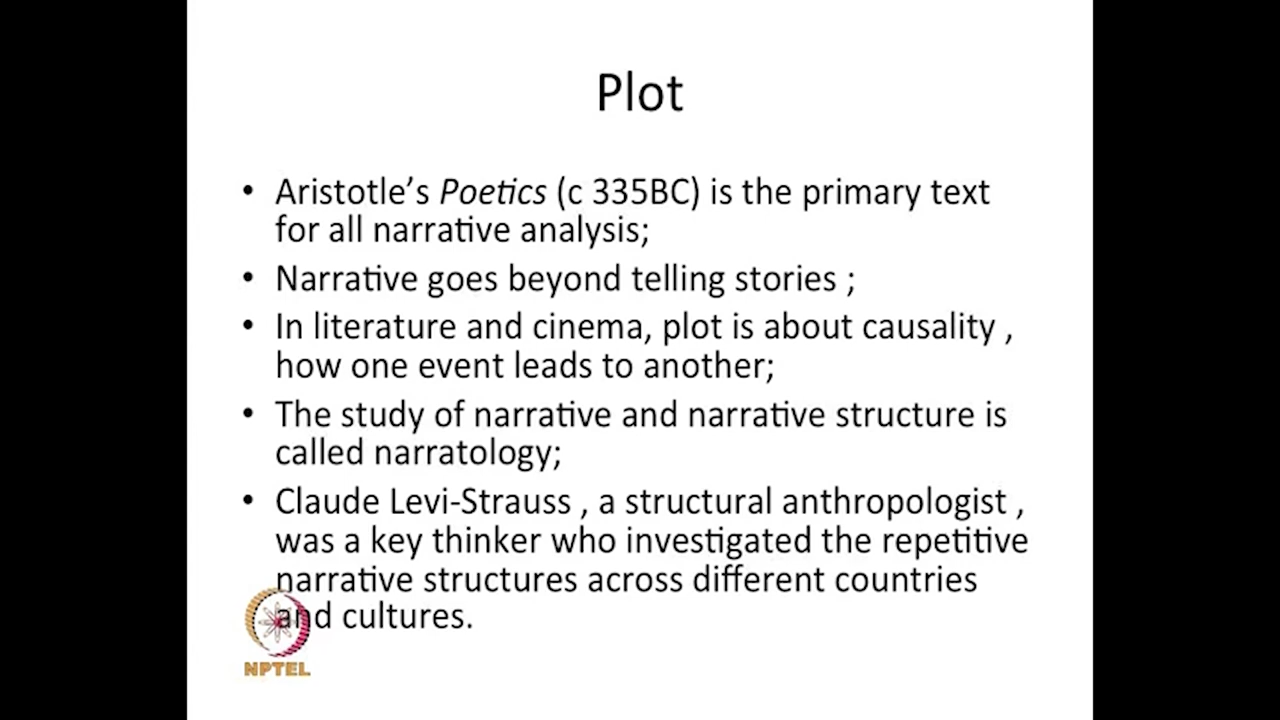 Plot
• Aristotle’s Poetics (c 335BC) is the primary text
for all narrative analysis;
• Narrative goes beyond telling stories ;
• In literature and cinema, plot is about causality ,
how one event leads to another;
• The study of narrative and narrative structure is
called narratology;
• Claude Levi-Strauss , a structural anthropologist ,
was a key thinker who investigated the repetitive
narrative structures across different countries
and cultures.
NPTEL